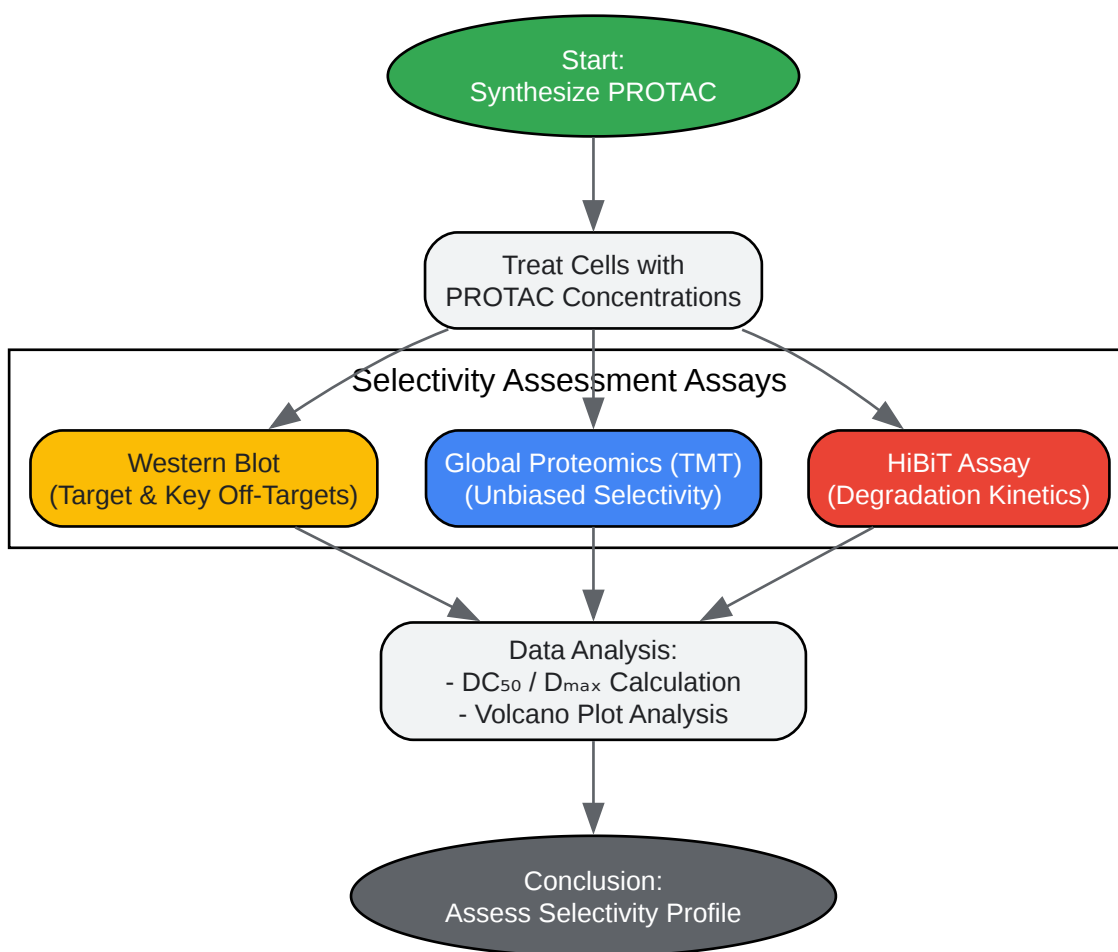 Start:
Synthesize PROTAC
Treat Cells with
PROTAC Concentrations
Selectivity Assessment Assays
Western Blot
(Target & Key Off-Targets)
Global Proteomics (TMT)
(Unbiased Selectivity)
HiBiT Assay
(Degradation Kinetics)
Data Analysis:
- DC₅₀ / Dₘₐₓ Calculation
- Volcano Plot Analysis
Conclusion:
Assess Selectivity Profile